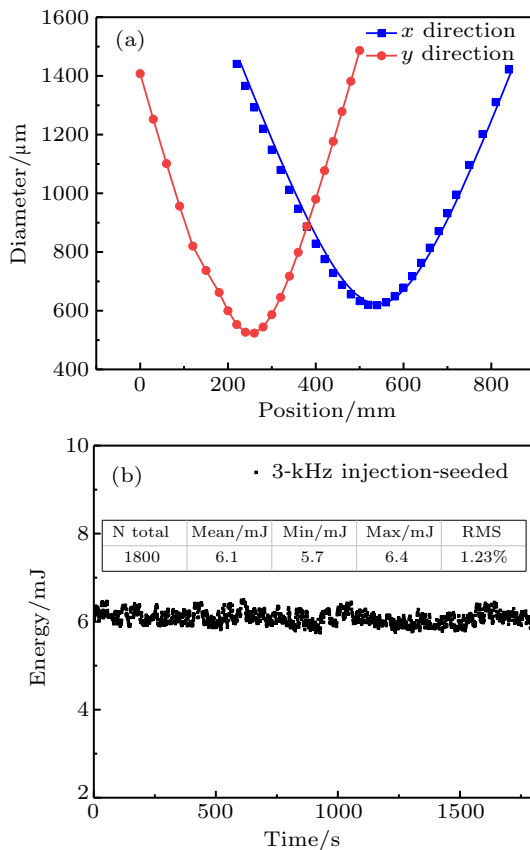 1600
(a)
x direction
y direction
1400
1200
1000
800
600
400
Diameter/μm
0 200 400 600 800
Position/mm
10
(b)
3-kHz injection-seeded
8
N total Mean/mJ Min/mJ Max/mJ RMS
1800 6.1 5.7 6.4 1.23%
6
4
2
Energy/mJ
0 500 1000 1500
Time/s